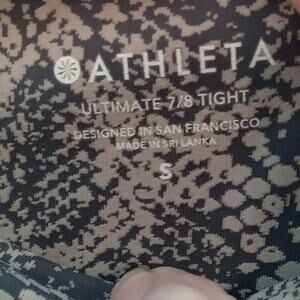 ATHLETA
ULTIMATE 7/8 TIGHT
DESIGNED IN SAN FRANCISCO
MADE IN SRI LANKA
S